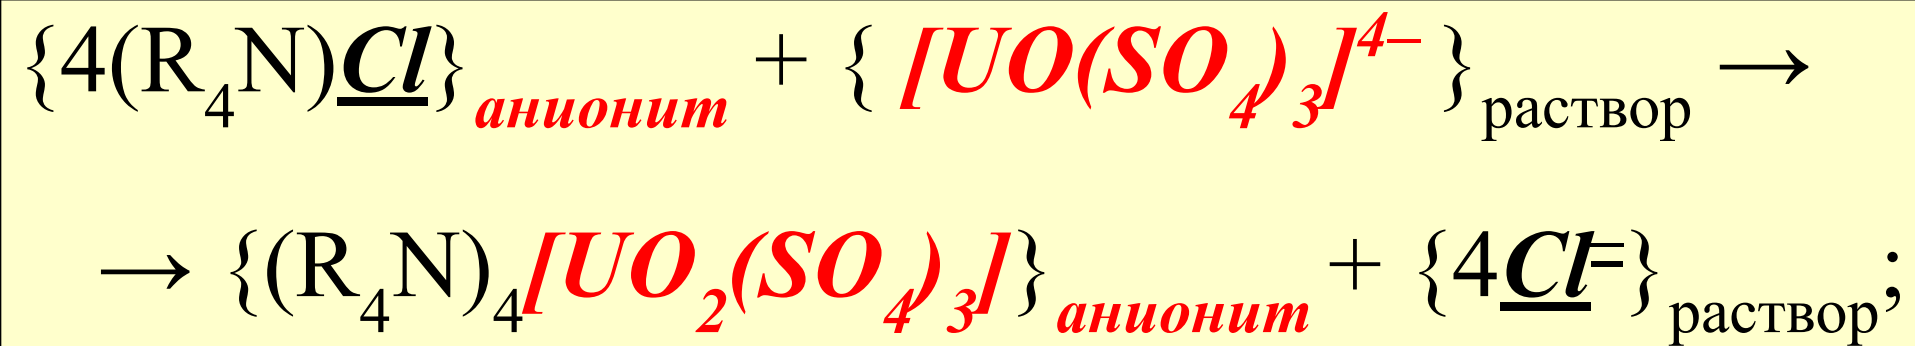 {4(R₄N)Cl}анионит + { [UO(SO₄)₃]⁴⁻ }раствор →
→ {(R₄N)₄[UO₂(SO₄)₃]}анионит + {4Cl⁻}раствор;